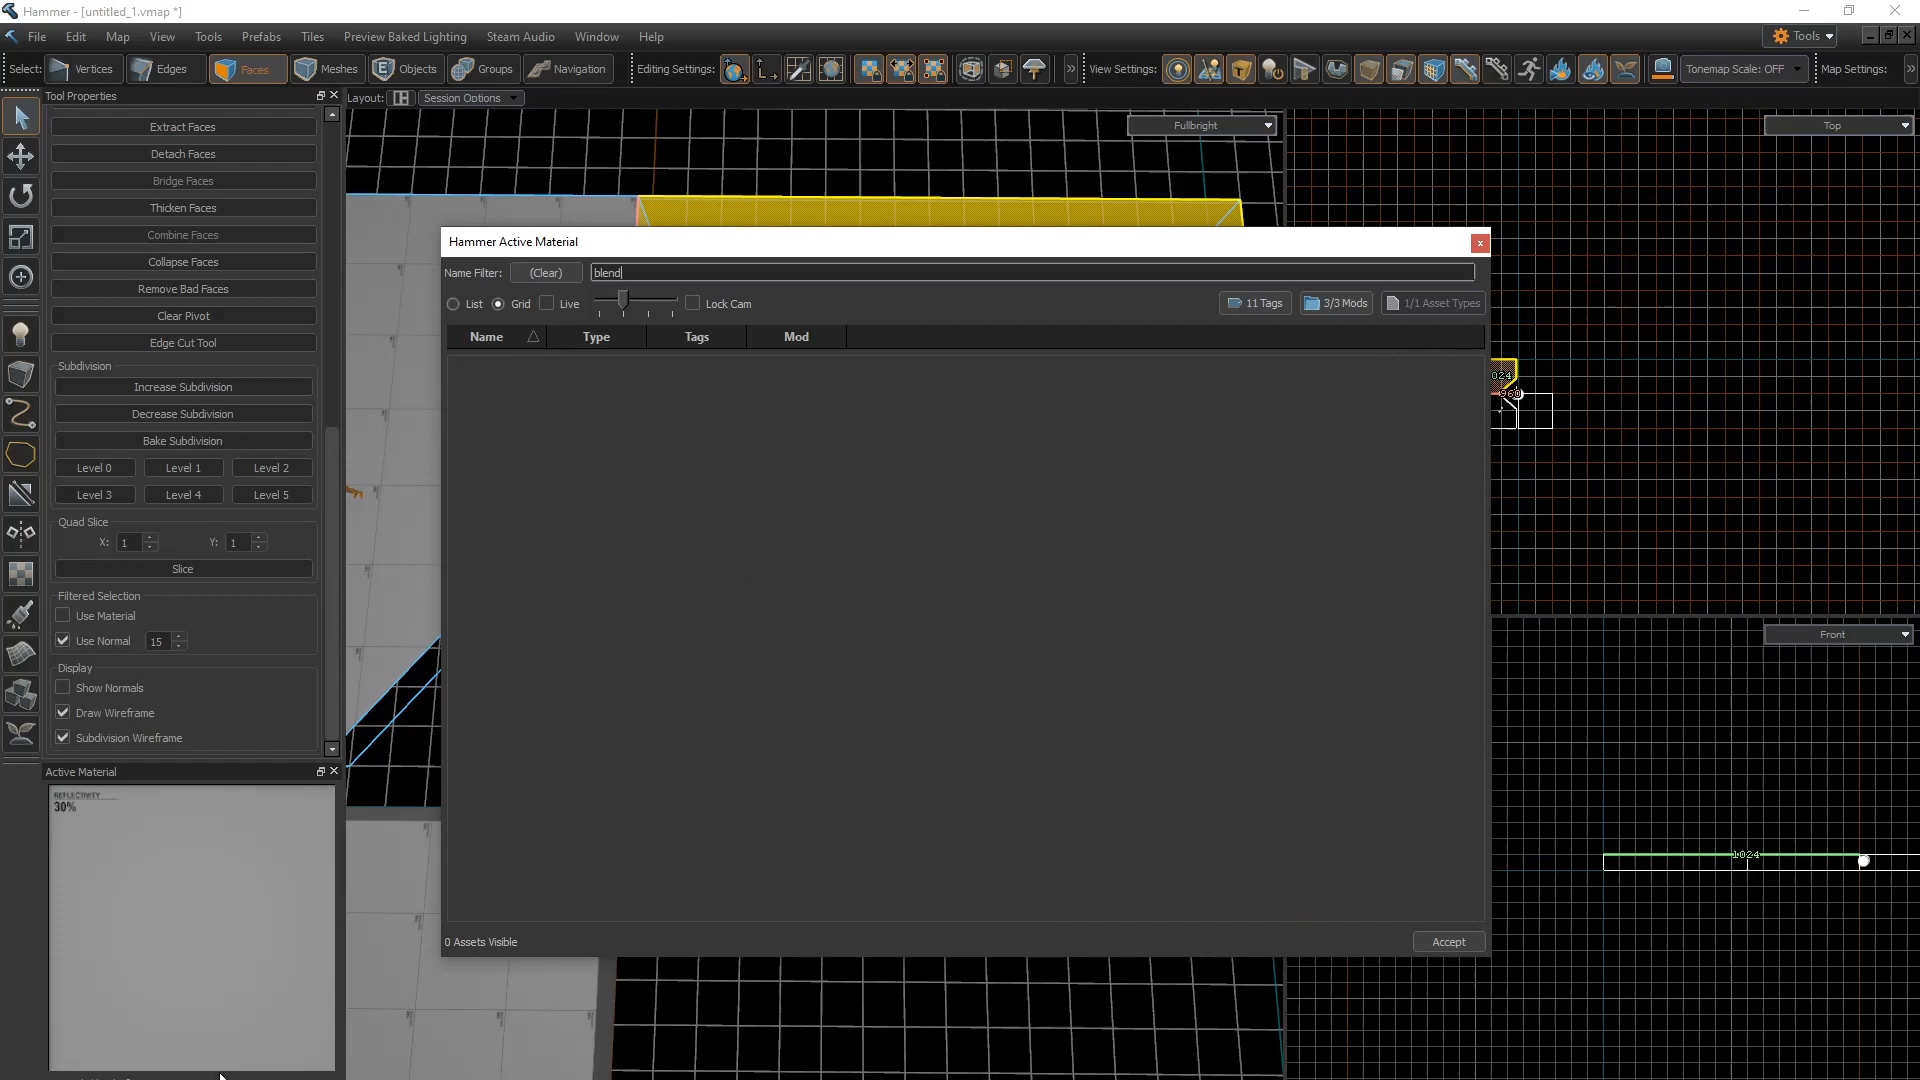 Hammer - [untitled_1.vmap *]
File Edit Map View Tools Prefabs Tiles Preview Baked Lighting Steam Audio Window Help
Tools
Select: Vertices Edges Faces Meshes Objects Groups Navigation Editing Settings: » View Settings: Tonemap Scale: OFF Map Settings: »
Tool Properties
Layout: Session Options
Extract Faces
Detach Faces
Bridge Faces
Thicken Faces
Combine Faces
Collapse Faces
Remove Bad Faces
Clear Pivot
Edge Cut Tool
Subdivision
Increase Subdivision
Decrease Subdivision
Bake Subdivision
Level 0 Level 1 Level 2
Level 3 Level 4 Level 5
Quad Slice
X: 1 Y: 1
Slice
Filtered Selection
Use Material
Use Normal 15
Display
Show Normals
Draw Wireframe
Subdivision Wireframe
Active Material
REFLECTIVITY
30%
Fullbright
Top
Hammer Active Material
Name Filter: (Clear) blend
List Grid Live Lock Cam 11 Tags 3/3 Mods 1/1 Asset Types
Name Type Tags Mod
0 Assets Visible
Accept
024
960
Front
1024